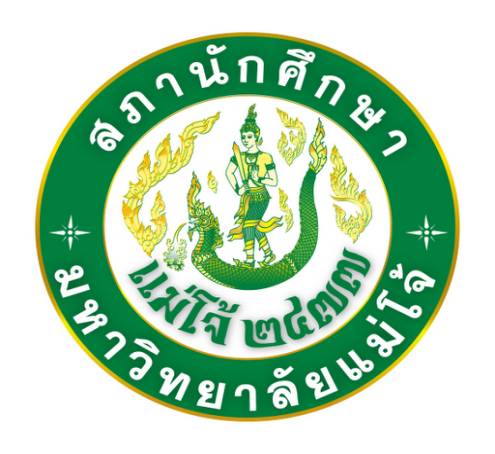 สภานักศึกษา
แม่โจ้ ๒๔๗๗
มหาวิทยาลัยแม่โจ้